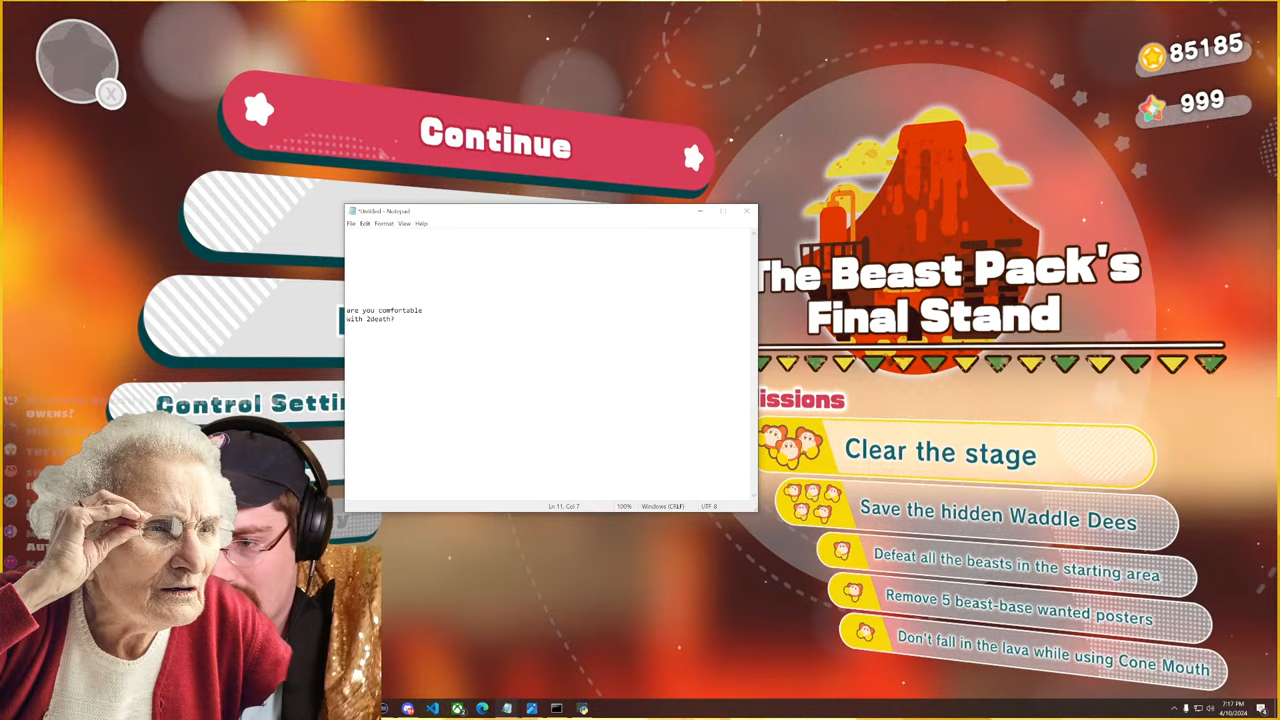 X
85185
999
Continue
*Untitled - Notepad
File Edit Format View Help
are you comfortable
with 2death?
Ln 11, Col 7 100% Windows (CRLF) UTF-8
The Beast Pack's
Final Stand
issions
Clear the stage
Save the hidden Waddle Dees
Defeat all the beasts in the starting area
Remove 5 beast-base wanted posters
Don't fall in the lava while using Cone Mouth
Control Setti
OWENS?
7:17 PM
4/10/2024